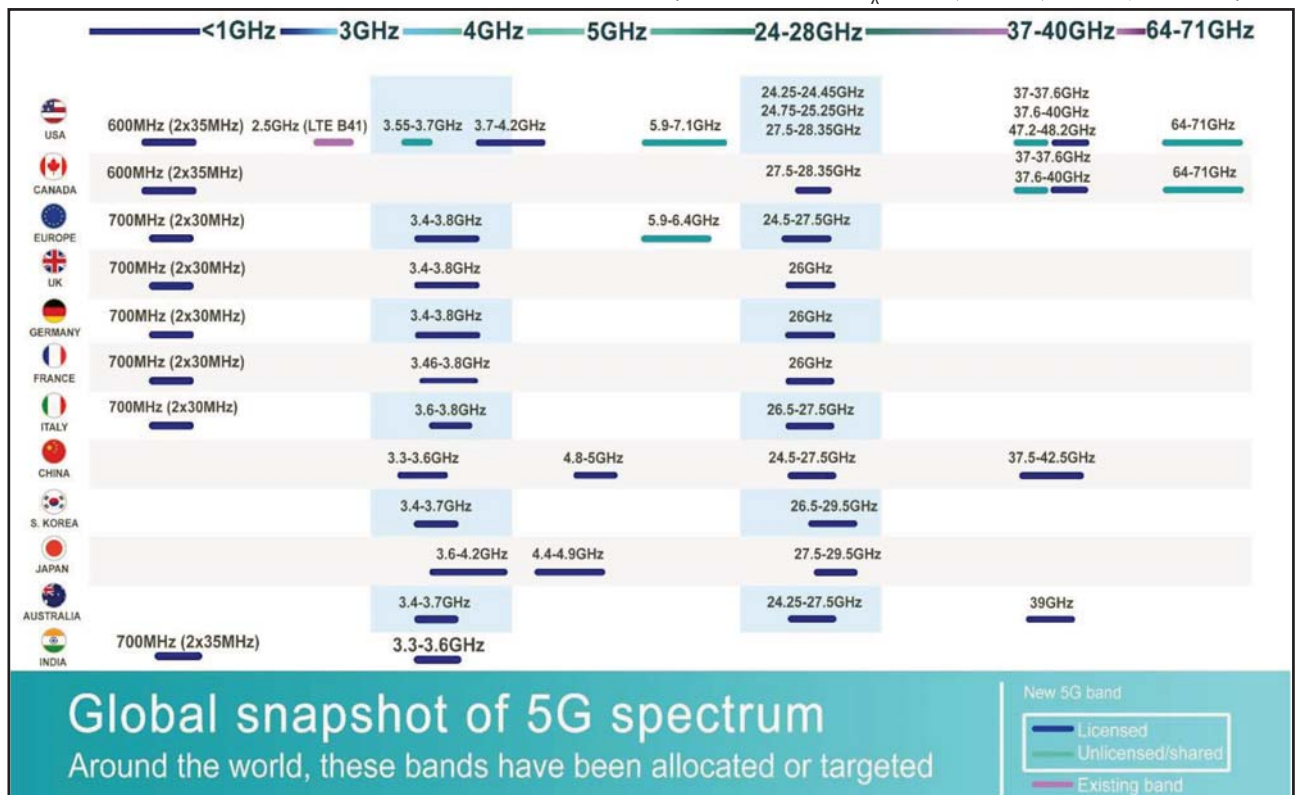 <1GHz 3GHz 4GHz 5GHz 24-28GHz 37-40GHz 64-71GHz
24.25-24.45GHz 37-37.6GHz
24.75-25.25GHz 37.6-40GHz
USA 600MHz (2x35MHz) 2.5GHz (LTE B41) 3.55-3.7GHz 3.7-4.2GHz 5.9-7.1GHz 27.5-28.35GHz 47.2-48.2GHz 64-71GHz
37-37.6GHz
CANADA 600MHz (2x35MHz) 27.5-28.35GHz 37.6-40GHz 64-71GHz
EUROPE 700MHz (2x30MHz) 3.4-3.8GHz 5.9-6.4GHz 24.5-27.5GHz
UK 700MHz (2x30MHz) 3.4-3.8GHz 26GHz
GERMANY 700MHz (2x30MHz) 3.4-3.8GHz 26GHz
FRANCE 700MHz (2x30MHz) 3.46-3.8GHz 26GHz
ITALY 700MHz (2x30MHz) 3.6-3.8GHz 26.5-27.5GHz
CHINA 3.3-3.6GHz 4.8-5GHz 24.5-27.5GHz 37.5-42.5GHz
S. KOREA 3.4-3.7GHz 26.5-29.5GHz
JAPAN 3.6-4.2GHz 4.4-4.9GHz 27.5-29.5GHz
AUSTRALIA 3.4-3.7GHz 24.25-27.5GHz 39GHz
INDIA 700MHz (2x35MHz) 3.3-3.6GHz
Global snapshot of 5G spectrum
Around the world, these bands have been allocated or targeted
New 5G band
Licensed
Unlicensed/shared
Existing band